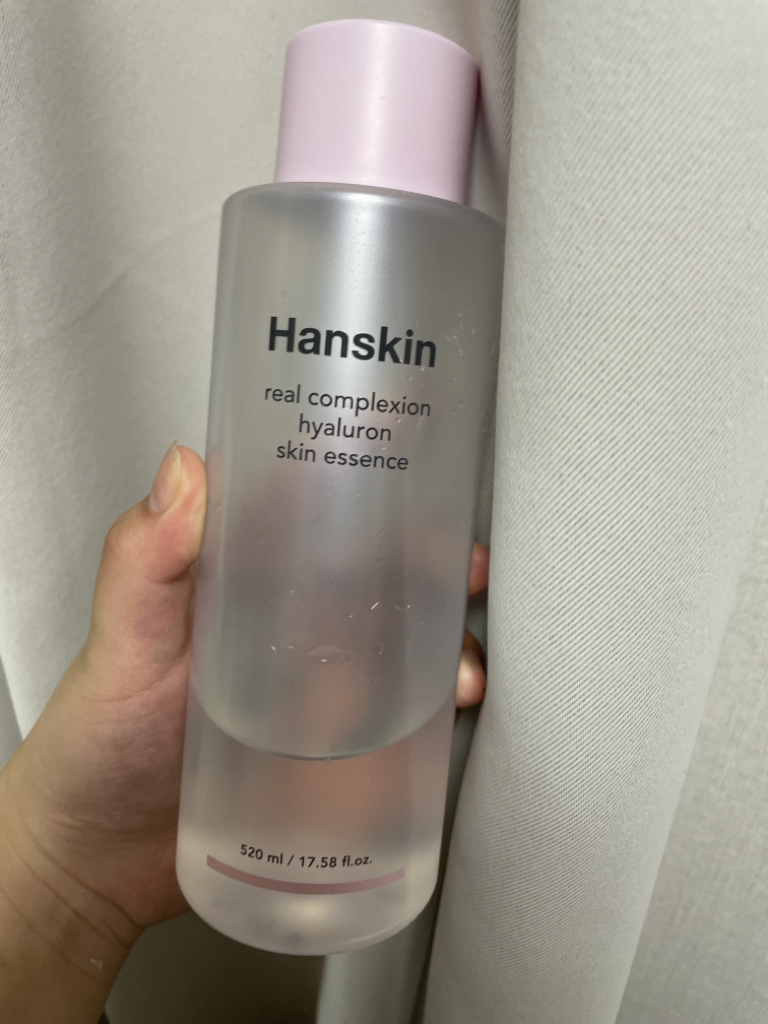 Hanskin
real complexion
hyaluron
skin essence
520 ml / 17.58 fl.oz.